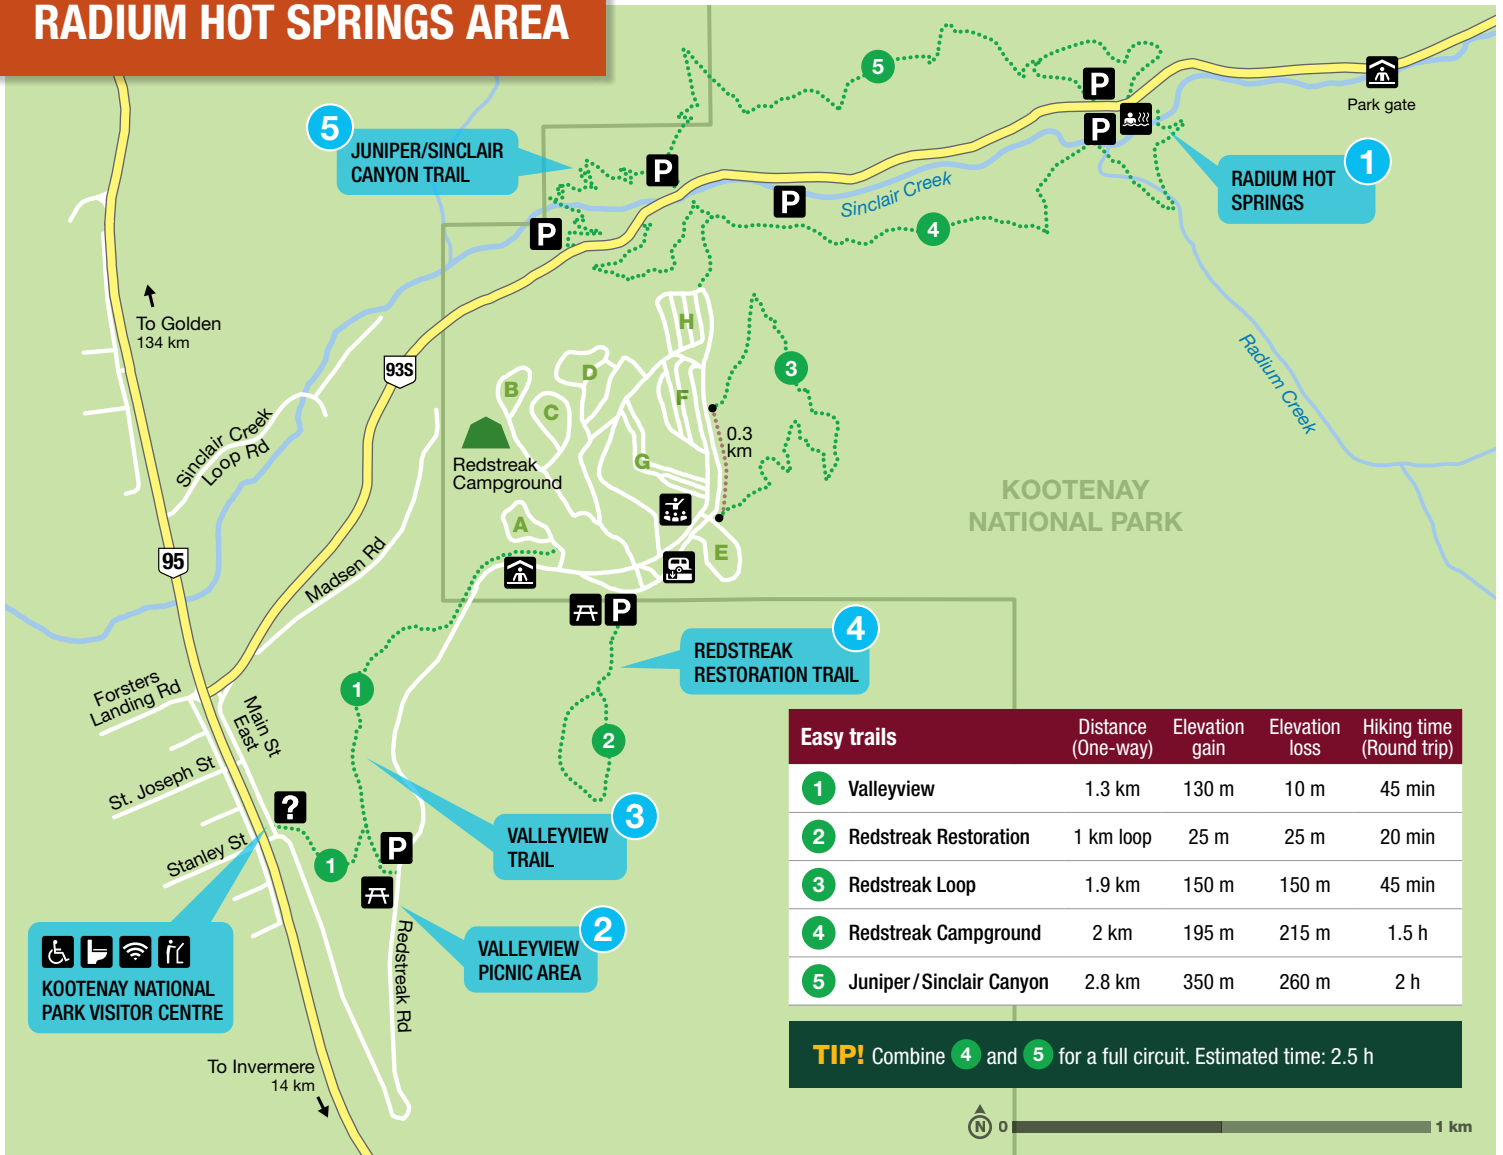 RADIUM HOT SPRINGS AREA
5
JUNIPER/SINCLAIR
CANYON TRAIL
5
P
P
P
P
P
Park gate
1
RADIUM HOT
SPRINGS
Sinclair Creek
4
To Golden
134 km
93S
Radium Creek
H
D
B
C
F
3
0.3
km
G
A
E
Redstreak
Campground
Sinclair Creek
Loop Rd
KOOTENAY
NATIONAL PARK
95
Madsen Rd
P
4
REDSTREAK
RESTORATION TRAIL
Forsters
Landing Rd
Main St
East
1
2
St. Joseph St
?
Stanley St
1
P
3
VALLEYVIEW
TRAIL
2
VALLEYVIEW
PICNIC AREA
Redstreak Rd
KOOTENAY NATIONAL
PARK VISITOR CENTRE
To Invermere
14 km
Easy trails Distance (One-way) Elevation gain Elevation loss Hiking time (Round trip)
1 Valleyview 1.3 km 130 m 10 m 45 min
2 Redstreak Restoration 1 km loop 25 m 25 m 20 min
3 Redstreak Loop 1.9 km 150 m 150 m 45 min
4 Redstreak Campground 2 km 195 m 215 m 1.5 h
5 Juniper/Sinclair Canyon 2.8 km 350 m 260 m 2 h
TIP! Combine 4 and 5 for a full circuit. Estimated time: 2.5 h
N 0 1 km